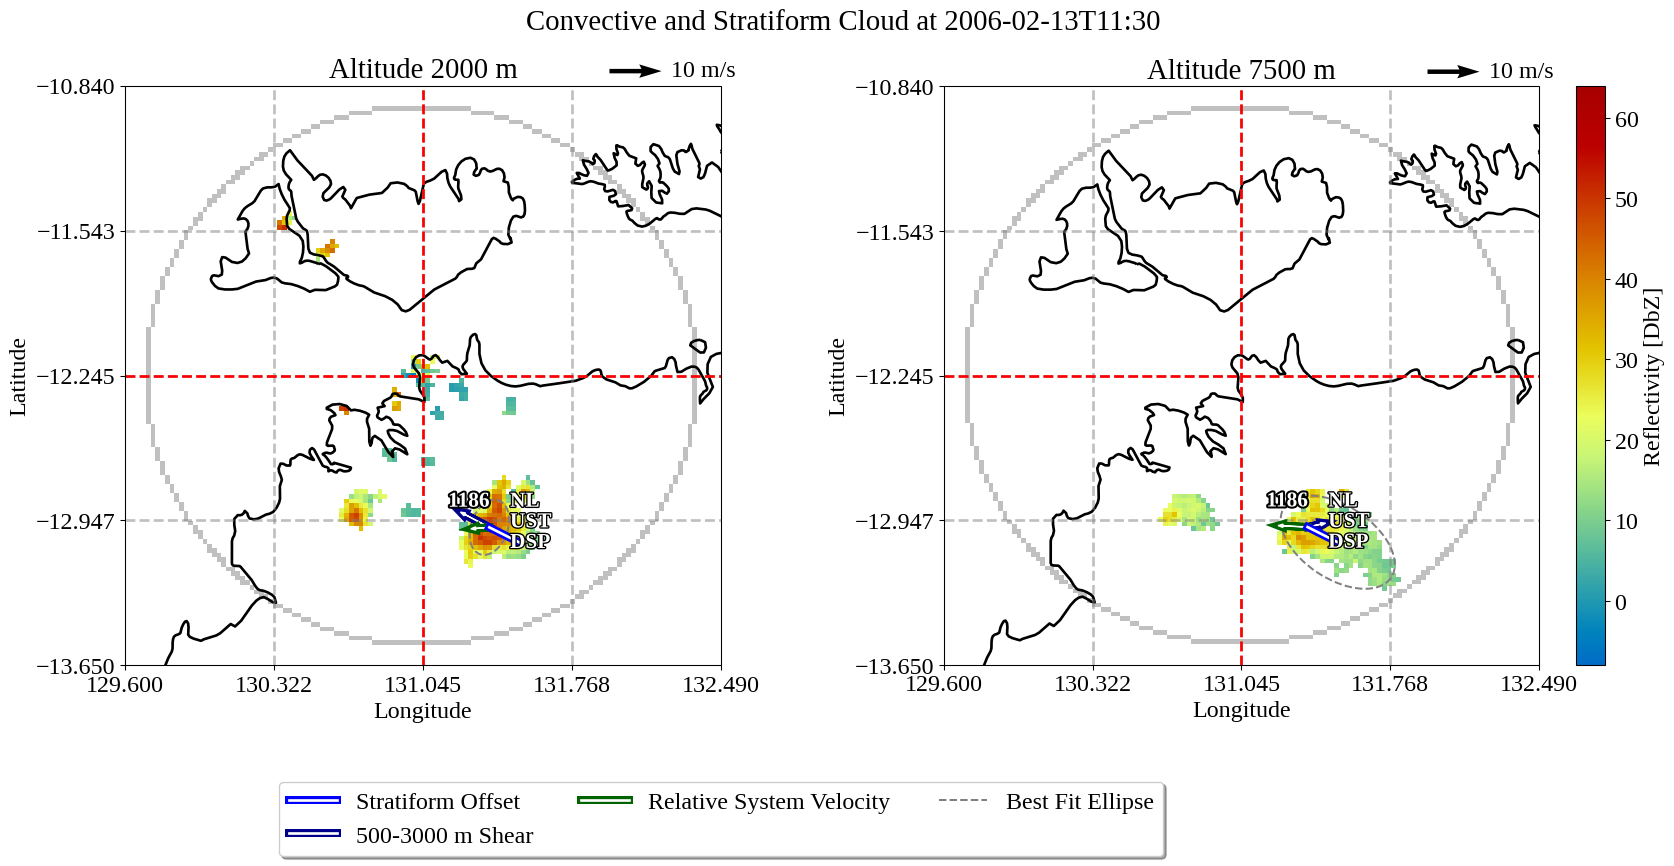 Convective and Stratiform Cloud at 2006-02-13T11:30
Altitude 2000 m
10 m/s
−10.840
−11.543
−12.245
−12.947
−13.650
Latitude
1186
NL
UST
DSP
129.600
130.322
131.045
131.768
132.490
Longitude
Altitude 7500 m
10 m/s
−10.840
−11.543
−12.245
−12.947
−13.650
Latitude
1186
NL
UST
DSP
129.600
130.322
131.045
131.768
132.490
Longitude
60
50
40
30
20
10
0
Reflectivity [DbZ]
Stratiform Offset
500-3000 m Shear
Relative System Velocity
Best Fit Ellipse